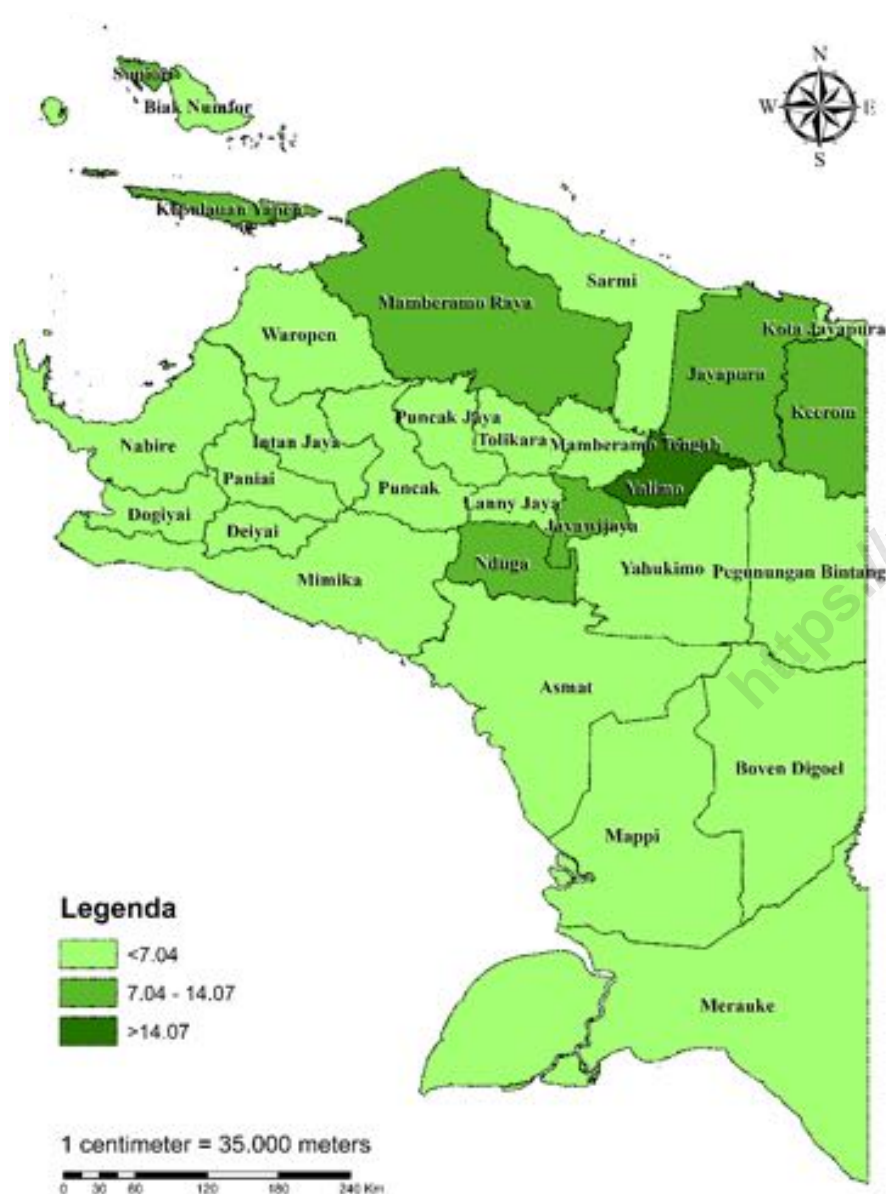 N
Supiori
W
E
Biak Numfor
S
Kepulauan Yapen
Sarmi
Mamberamo Raya
Kota Jayapura
Waropen
Jayapura
Keerom
Puncak Jaya
Nabire
Intan Jaya
Tolikara
Mamberamo Tengah
Paniai
Puncak
Yalimo
Lanny Jaya
Dogiyai
Deiyai
Jayawijaya
Nduga
Yahukimo
Pegunungan Bintang
Mimika
https://
Asmat
Boven Digoel
Mappi
Legenda
<7.04
7.04 - 14.07
>14.07
Merauke
1 centimeter = 35.000 meters
0 30 60 120 180 240 Km